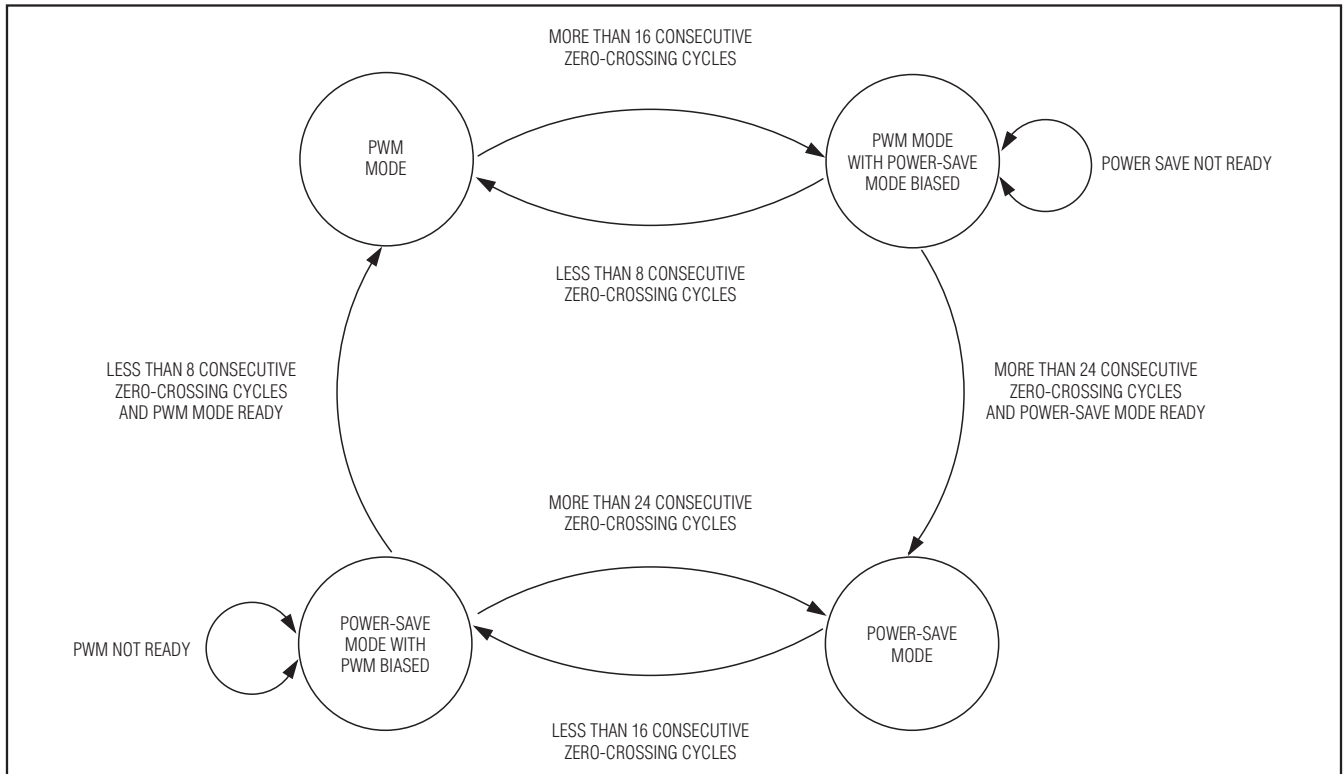 MORE THAN 16 CONSECUTIVE
ZERO-CROSSING CYCLES
PWM
MODE
PWM MODE
WITH POWER-SAVE
MODE BIASED
POWER SAVE NOT READY
LESS THAN 8 CONSECUTIVE
ZERO-CROSSING CYCLES
LESS THAN 8 CONSECUTIVE
ZERO-CROSSING CYCLES
AND PWM MODE READY
MORE THAN 24 CONSECUTIVE
ZERO-CROSSING CYCLES
AND POWER-SAVE MODE READY
MORE THAN 24 CONSECUTIVE
ZERO-CROSSING CYCLES
PWM NOT READY
POWER-SAVE
MODE WITH
PWM BIASED
POWER-SAVE
MODE
LESS THAN 16 CONSECUTIVE
ZERO-CROSSING CYCLES